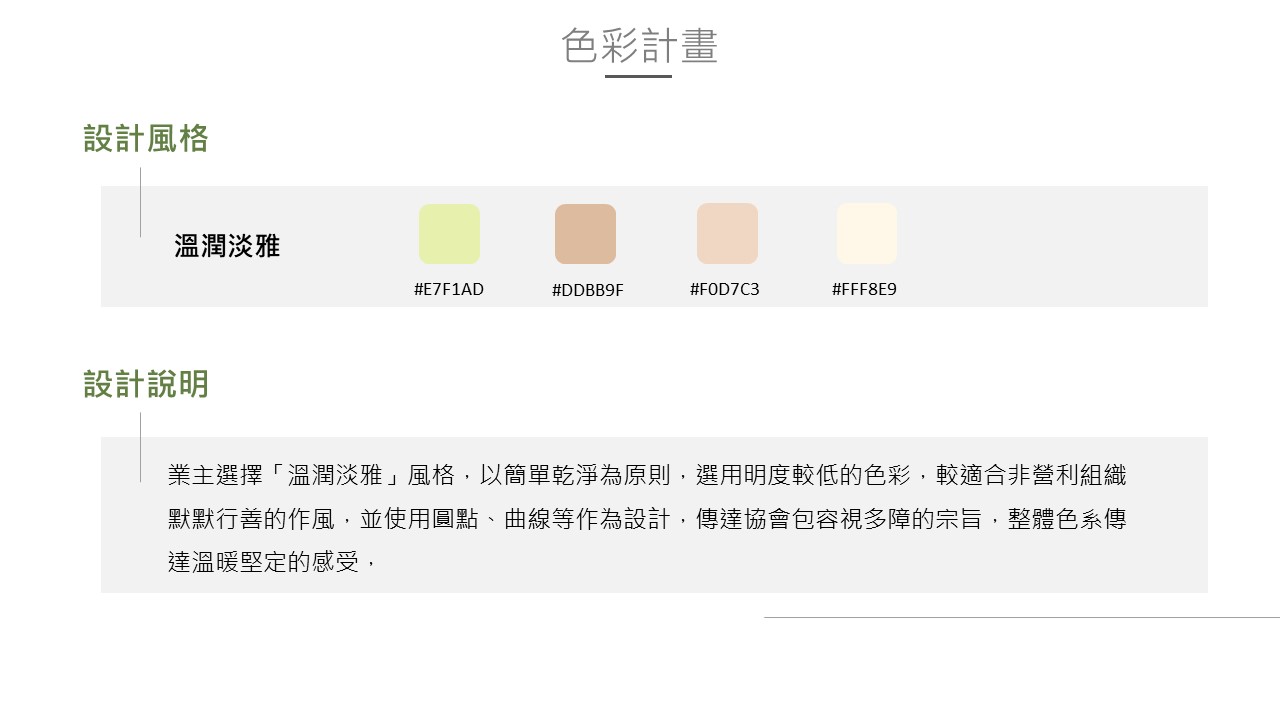 色彩計畫
設計風格
溫潤淡雅
#E7F1AD
#DDBB9F
#F0D7C3
#FFF8E9
設計說明
業主選擇「溫潤淡雅」風格，以簡單乾淨為原則，選用明度較低的色彩，較適合非營利組織
默默行善的作風，並使用圓點、曲線等作為設計，傳達協會包容視多障的宗旨，整體色系傳
達溫暖堅定的感受，